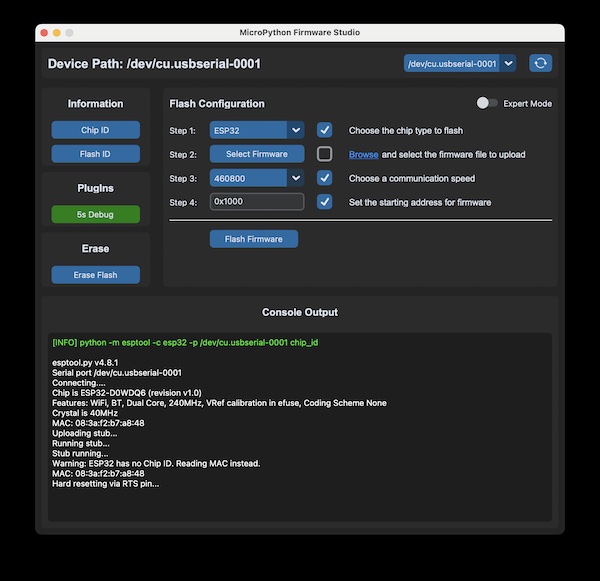 MicroPython Firmware Studio
Device Path: /dev/cu.usbserial-0001
/dev/cu.usbserial-0001
Information
Chip ID
Flash ID
PlugIns
5s Debug
Erase
Erase Flash
Flash Configuration
Expert Mode
Step 1: ESP32 Choose the chip type to flash
Step 2: Select Firmware Browse and select the firmware file to upload
Step 3: 460800 Choose a communication speed
Step 4: 0x1000 Set the starting address for firmware
Flash Firmware
Console Output
[INFO] python -m esptool -c esp32 -p /dev/cu.usbserial-0001 chip_id
esptool.py v4.8.1
Serial port /dev/cu.usbserial-0001
Connecting....
Chip is ESP32-D0WDQ6 (revision v1.0)
Features: WiFi, BT, Dual Core, 240MHz, VRef calibration in efuse, Coding Scheme None
Crystal is 40MHz
MAC: 08:3a:f2:b7:a8:48
Uploading stub...
Running stub...
Stub running...
Warning: ESP32 has no Chip ID. Reading MAC instead.
MAC: 08:3a:f2:b7:a8:48
Hard resetting via RTS pin...